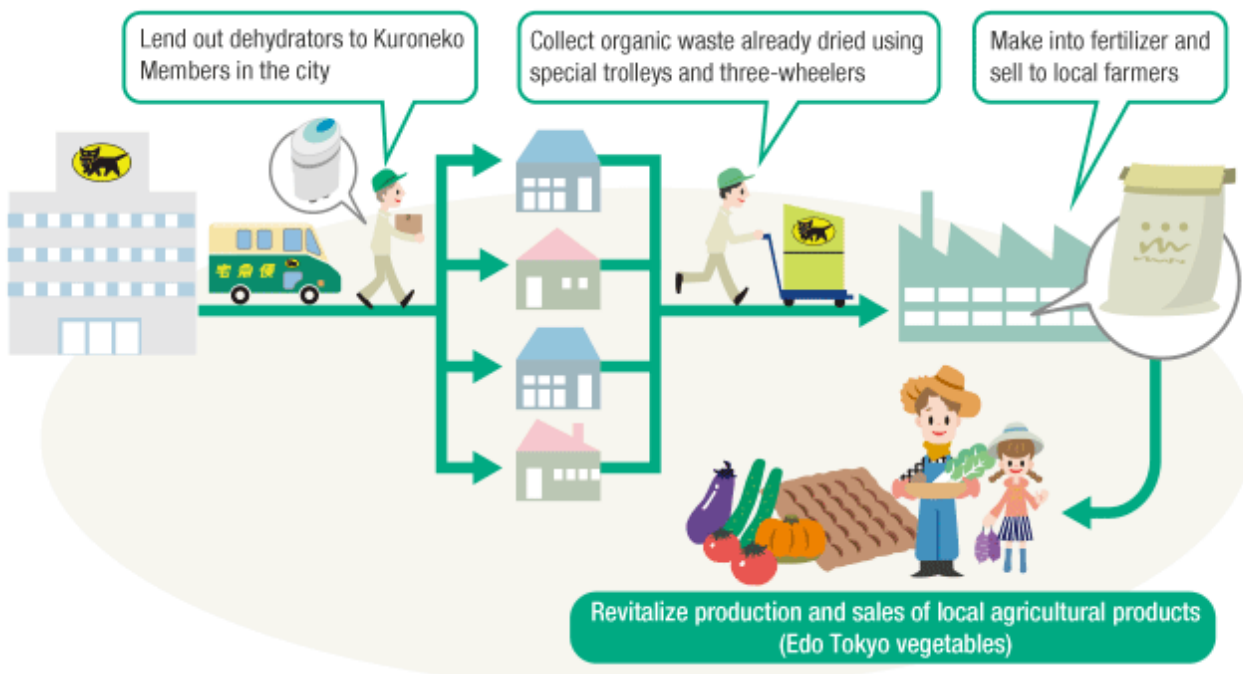 Lend out dehydrators to Kuroneko
Members in the city
Collect organic waste already dried using
special trolleys and three-wheelers
Make into fertilizer and
sell to local farmers
宅急便
Revitalize production and sales of local agricultural products
(Edo Tokyo vegetables)